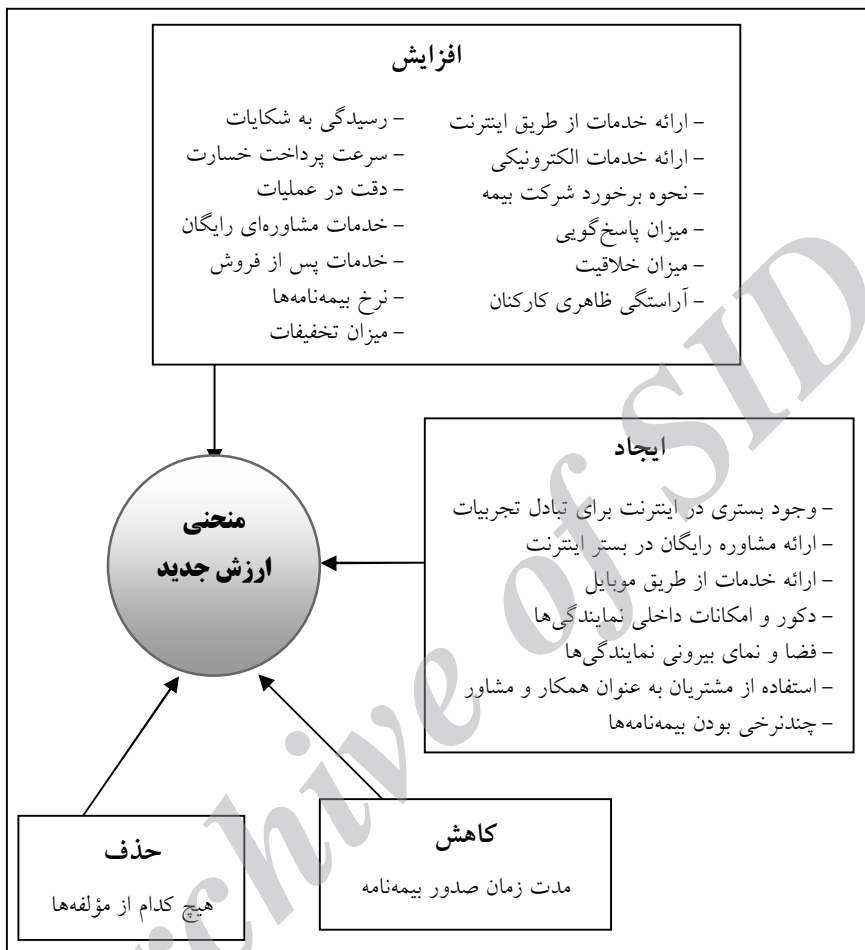 افزایش
- ارائه خدمات از طریق اینترنت
- ارائه خدمات الکترونیکی
- نحوه برخورد شرکت بیمه
- میزان پاسخ‌گویی
- میزان خلاقیت
- آراستگی ظاهری کارکنان
- رسیدگی به شکایات
- سرعت پرداخت خسارت
- دقت در عملیات
- خدمات مشاوره‌ای رایگان
- خدمات پس از فروش
- نرخ بیمه‌نامه‌ها
- میزان تخفیفات
ایجاد
- وجود بستری در اینترنت برای تبادل تجربیات
- ارائه مشاوره رایگان در بستر اینترنت
- ارائه خدمات از طریق موبایل
- دکور و امکانات داخلی نمایندگی‌ها
- فضا و نمای بیرونی نمایندگی‌ها
- استفاده از مشتریان به عنوان همکار و مشاور
- چندنرخی بودن بیمه‌نامه‌ها
منحنی
ارزش جدید
کاهش
مدت زمان صدور بیمه‌نامه
حذف
هیچ کدام از مؤلفه‌ها
Archive of SID